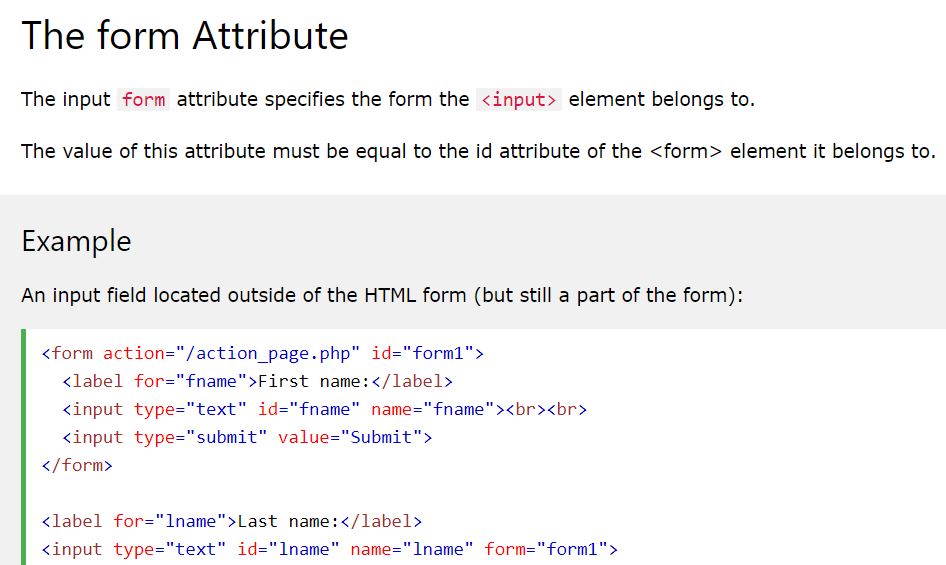 The form Attribute
The input form attribute specifies the form the <input> element belongs to.
The value of this attribute must be equal to the id attribute of the <form> element it belongs to.
Example
An input field located outside of the HTML form (but still a part of the form):
<form action="/action_page.php" id="form1">
  <label for="fname">First name:</label>
  <input type="text" id="fname" name="fname"><br><br>
  <input type="submit" value="Submit">
</form>
<label for="lname">Last name:</label>
<input type="text" id="lname" name="lname" form="form1">